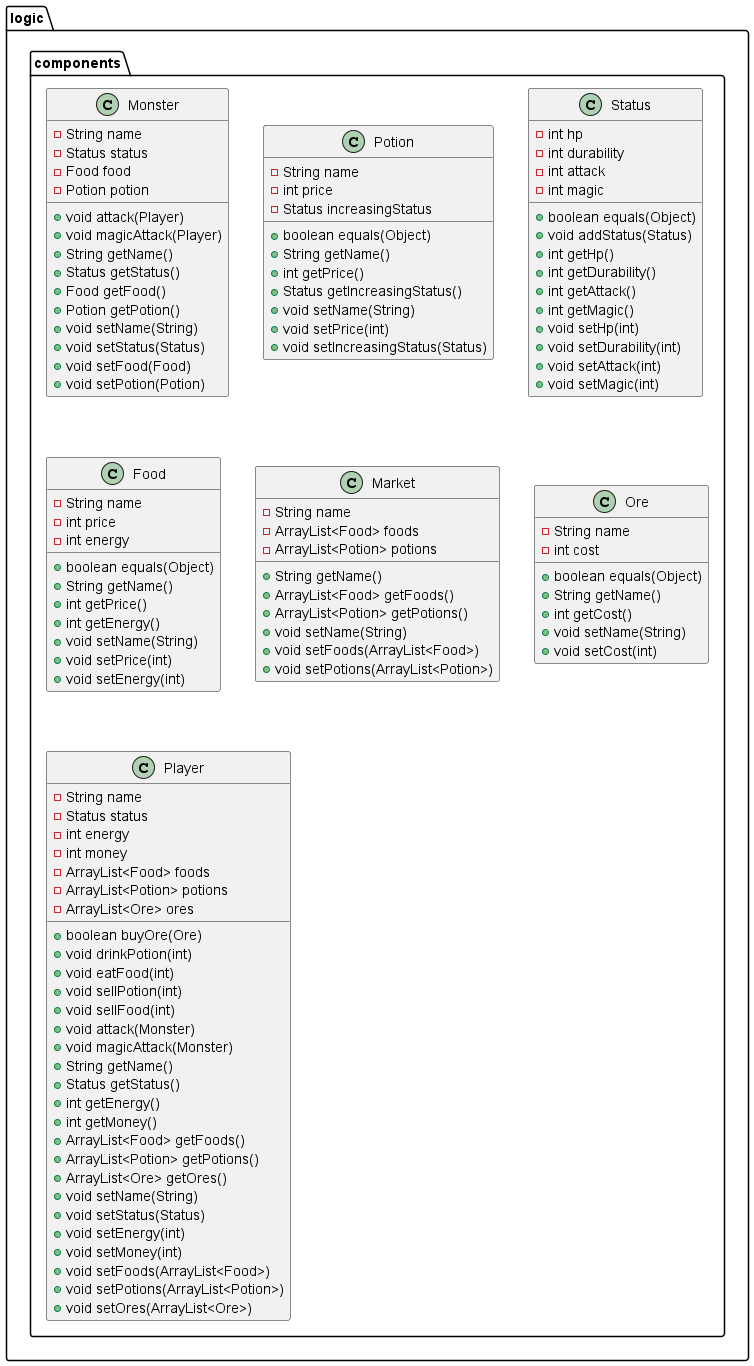 logic
components
C Monster
String name
Status status
Food food
Potion potion
void attack(Player)
void magicAttack(Player)
String getName()
Status getStatus()
Food getFood()
Potion getPotion()
void setName(String)
void setStatus(Status)
void setFood(Food)
void setPotion(Potion)
C Potion
String name
int price
Status increasingStatus
boolean equals(Object)
String getName()
int getPrice()
Status getIncreasingStatus()
void setName(String)
void setPrice(int)
void setIncreasingStatus(Status)
C Status
int hp
int durability
int attack
int magic
boolean equals(Object)
void addStatus(Status)
int getHp()
int getDurability()
int getAttack()
int getMagic()
void setHp(int)
void setDurability(int)
void setAttack(int)
void setMagic(int)
C Food
String name
int price
int energy
boolean equals(Object)
String getName()
int getPrice()
int getEnergy()
void setName(String)
void setPrice(int)
void setEnergy(int)
C Market
String name
ArrayList<Food> foods
ArrayList<Potion> potions
String getName()
ArrayList<Food> getFoods()
ArrayList<Potion> getPotions()
void setName(String)
void setFoods(ArrayList<Food>)
void setPotions(ArrayList<Potion>)
C Ore
String name
int cost
boolean equals(Object)
String getName()
int getCost()
void setName(String)
void setCost(int)
C Player
String name
Status status
int energy
int money
ArrayList<Food> foods
ArrayList<Potion> potions
ArrayList<Ore> ores
boolean buyOre(Ore)
void drinkPotion(int)
void eatFood(int)
void sellPotion(int)
void sellFood(int)
void attack(Monster)
void magicAttack(Monster)
String getName()
Status getStatus()
int getEnergy()
int getMoney()
ArrayList<Food> getFoods()
ArrayList<Potion> getPotions()
ArrayList<Ore> getOres()
void setName(String)
void setStatus(Status)
void setEnergy(int)
void setMoney(int)
void setFoods(ArrayList<Food>)
void setPotions(ArrayList<Potion>)
void setOres(ArrayList<Ore>)